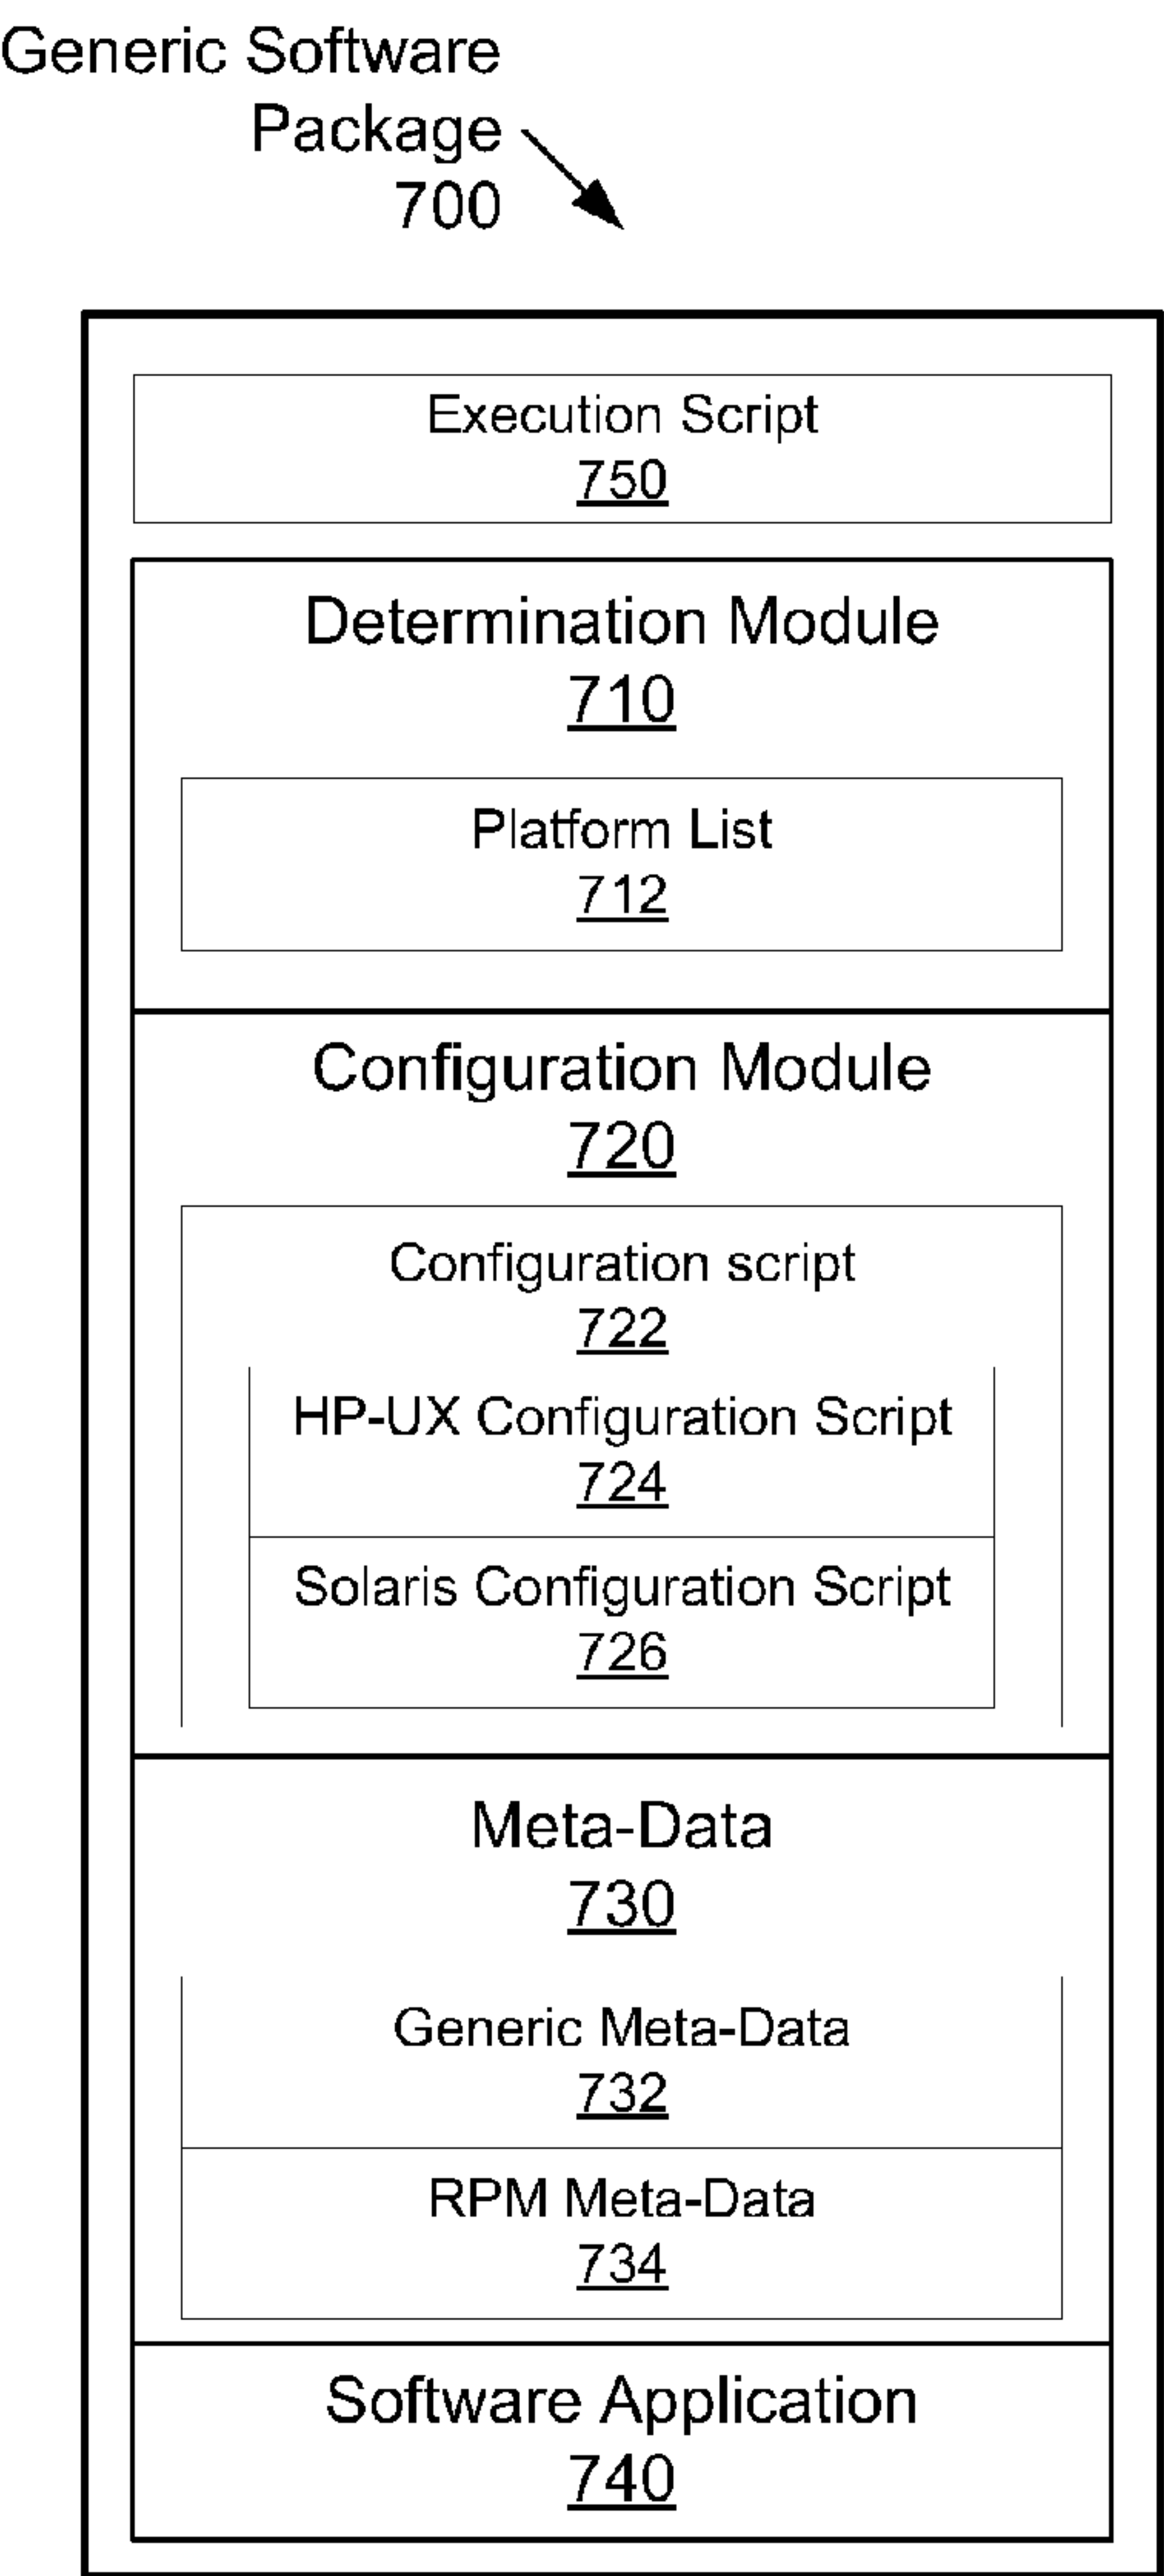 Generic Software
Package
700
Execution Script
750
Determination Module
710
Platform List
712
Configuration Module
720
Configuration script
722
HP-UX Configuration Script
724
Solaris Configuration Script
726
Meta-Data
730
Generic Meta-Data
732
RPM Meta-Data
734
Software Application
740